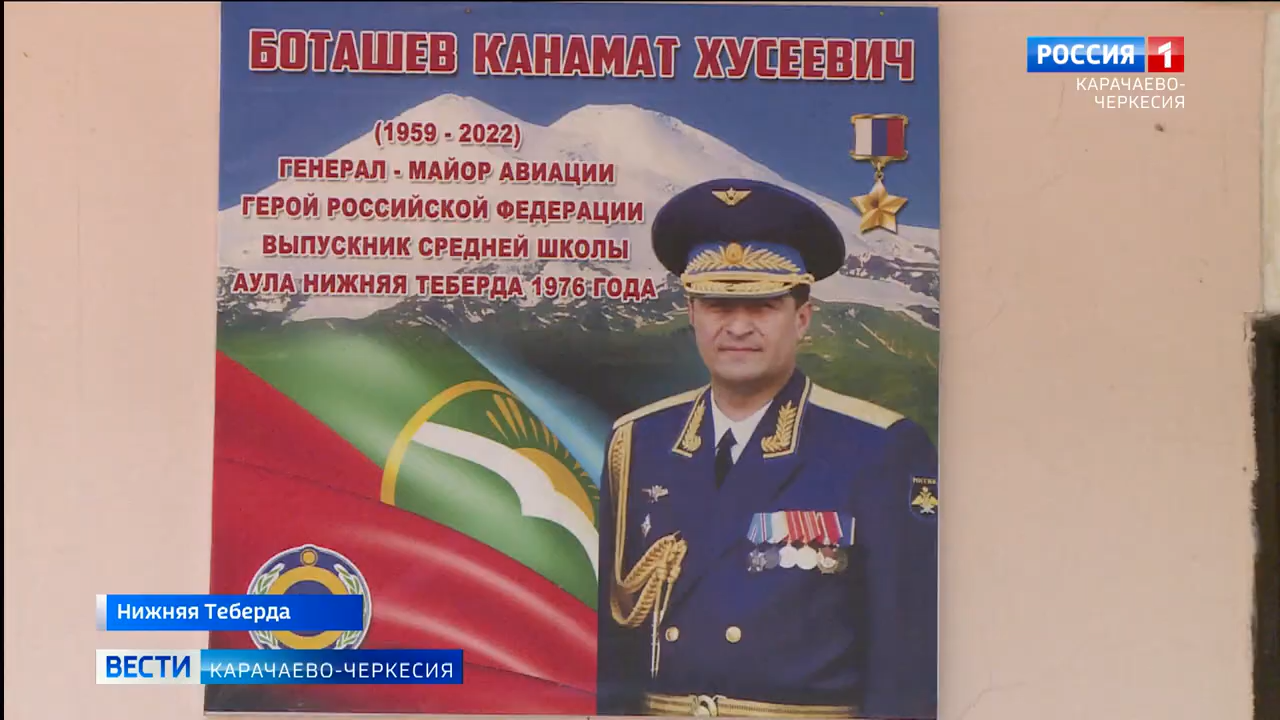 БОТАШЕВ КАНАМАТ ХУСЕЕВИЧ
РОССИЯ 1
КАРАЧАЕВО-
ЧЕРКЕСИЯ
(1959 - 2022)
ГЕНЕРАЛ - МАЙОР АВИАЦИИ
ГЕРОЙ РОССИЙСКОЙ ФЕДЕРАЦИИ
ВЫПУСКНИК СРЕДНЕЙ ШКОЛЫ
АУЛА НИЖНЯЯ ТЕБЕРДА 1976 ГОДА
РОССИЯ
Нижняя Теберда
ВЕСТИ КАРАЧАЕВО-ЧЕРКЕСИЯ